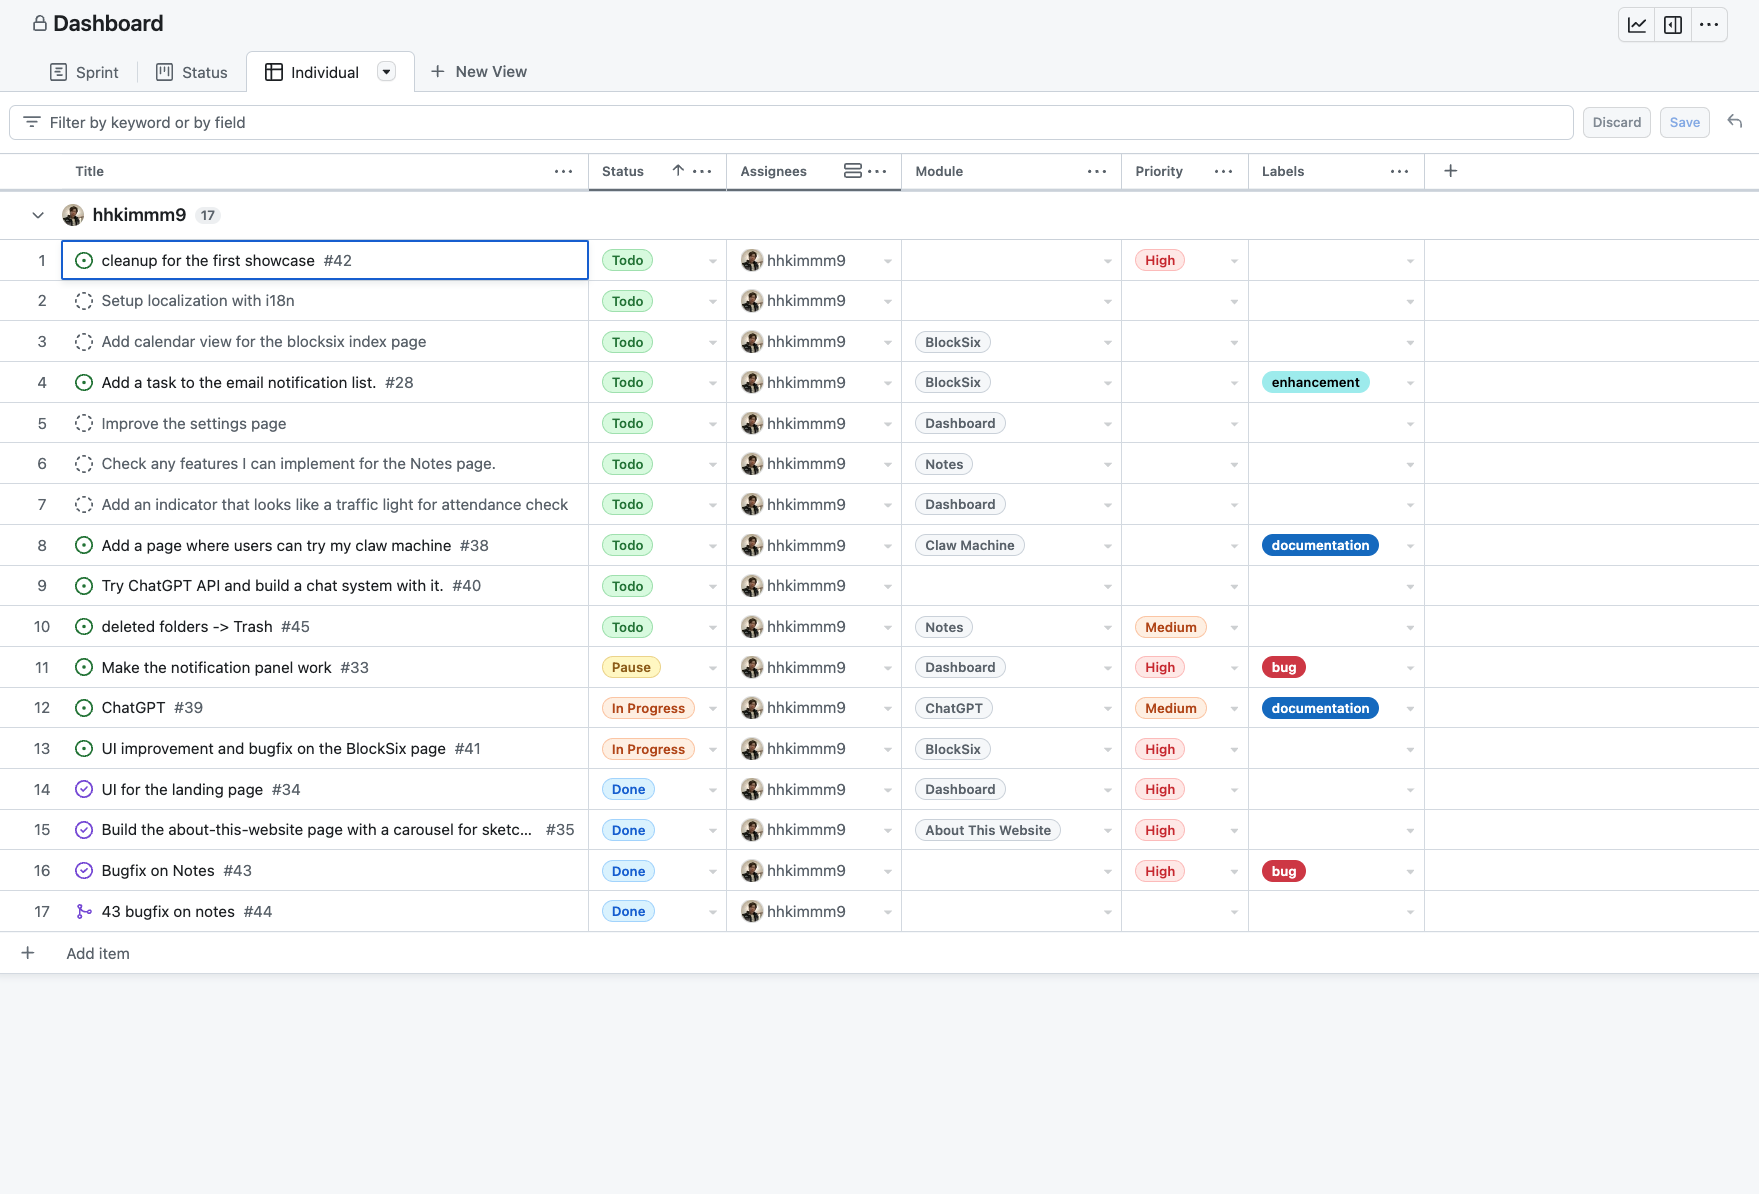 Dashboard
Sprint Status Individual New View
Filter by keyword or by field Discard Save
Title Status Assignees Module Priority Labels
hhkimmm9 17
1 cleanup for the first showcase #42 Todo hhkimmm9 High
2 Setup localization with i18n Todo hhkimmm9
3 Add calendar view for the blocksix index page Todo hhkimmm9 BlockSix
4 Add a task to the email notification list. #28 Todo hhkimmm9 BlockSix enhancement
5 Improve the settings page Todo hhkimmm9 Dashboard
6 Check any features I can implement for the Notes page. Todo hhkimmm9 Notes
7 Add an indicator that looks like a traffic light for attendance check Todo hhkimmm9 Dashboard
8 Add a page where users can try my claw machine #38 Todo hhkimmm9 Claw Machine documentation
9 Try ChatGPT API and build a chat system with it. #40 Todo hhkimmm9
10 deleted folders -> Trash #45 Todo hhkimmm9 Notes Medium
11 Make the notification panel work #33 Pause hhkimmm9 Dashboard High bug
12 ChatGPT #39 In Progress hhkimmm9 ChatGPT Medium documentation
13 UI improvement and bugfix on the BlockSix page #41 In Progress hhkimmm9 BlockSix High
14 UI for the landing page #34 Done hhkimmm9 Dashboard High
15 Build the about-this-website page with a carousel for sketc... #35 Done hhkimmm9 About This Website High
16 Bugfix on Notes #43 Done hhkimmm9 High bug
17 43 bugfix on notes #44 Done hhkimmm9
Add item